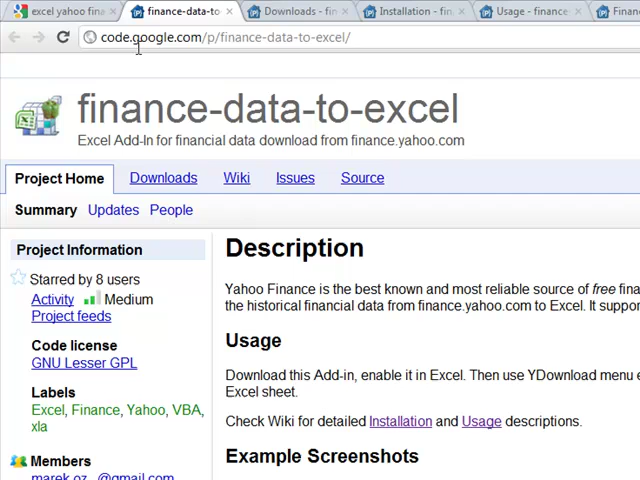 excel yahoo fina
finance-data-to-
Downloads - fin
Installation - fin
Usage - finance
Finan
code.google.com/p/finance-data-to-excel/
finance-data-to-excel
Excel Add-In for financial data download from finance.yahoo.com
Project Home
Downloads
Wiki
Issues
Source
Summary
Updates
People
Project Information
Starred by 8 users
Activity Medium
Project feeds
Code license
GNU Lesser GPL
Labels
Excel, Finance, Yahoo, VBA,
xla
Members
marek.oz...@gmail.com
Description
Yahoo Finance is the best known and most reliable source of free fina
the historical financial data from finance.yahoo.com to Excel. It suppor
Usage
Download this Add-in, enable it in Excel. Then use YDownload menu e
Excel sheet.
Check Wiki for detailed Installation and Usage descriptions.
Example Screenshots